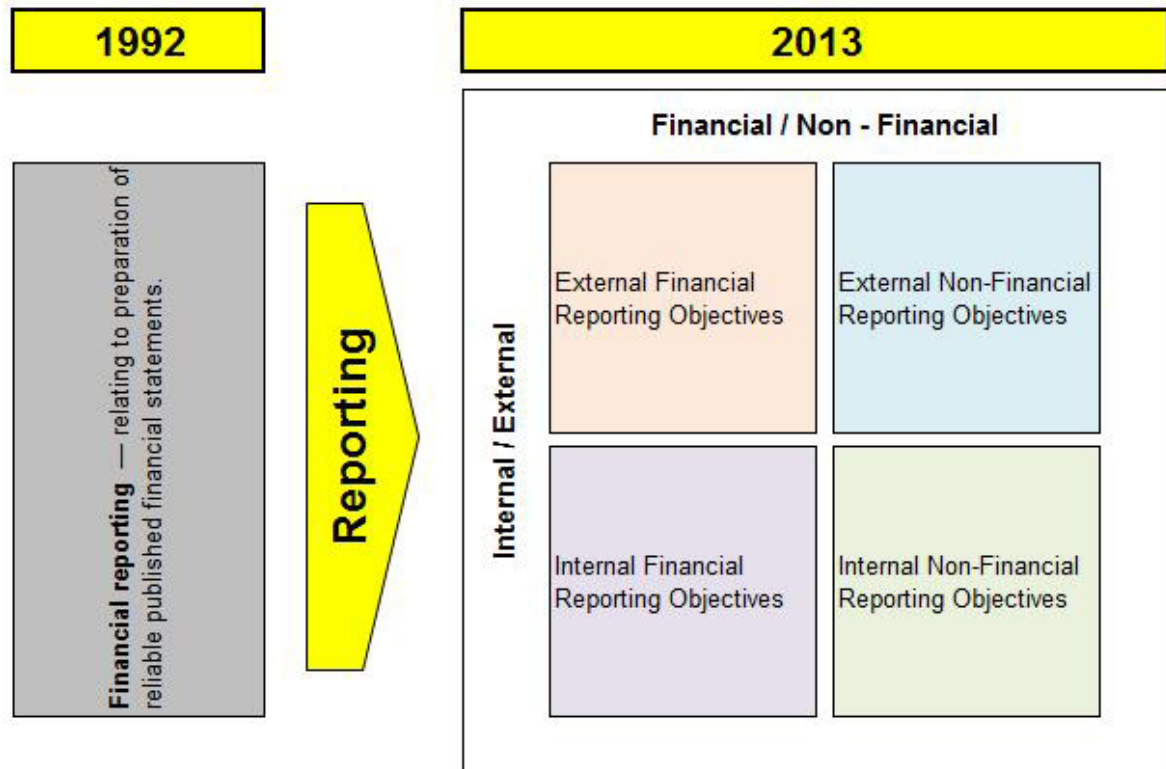 1992
2013
Financial reporting — relating to preparation of
reliable published financial statements.
Reporting
Financial / Non - Financial
Internal / External
External Financial
Reporting Objectives
External Non-Financial
Reporting Objectives
Internal Financial
Reporting Objectives
Internal Non-Financial
Reporting Objectives